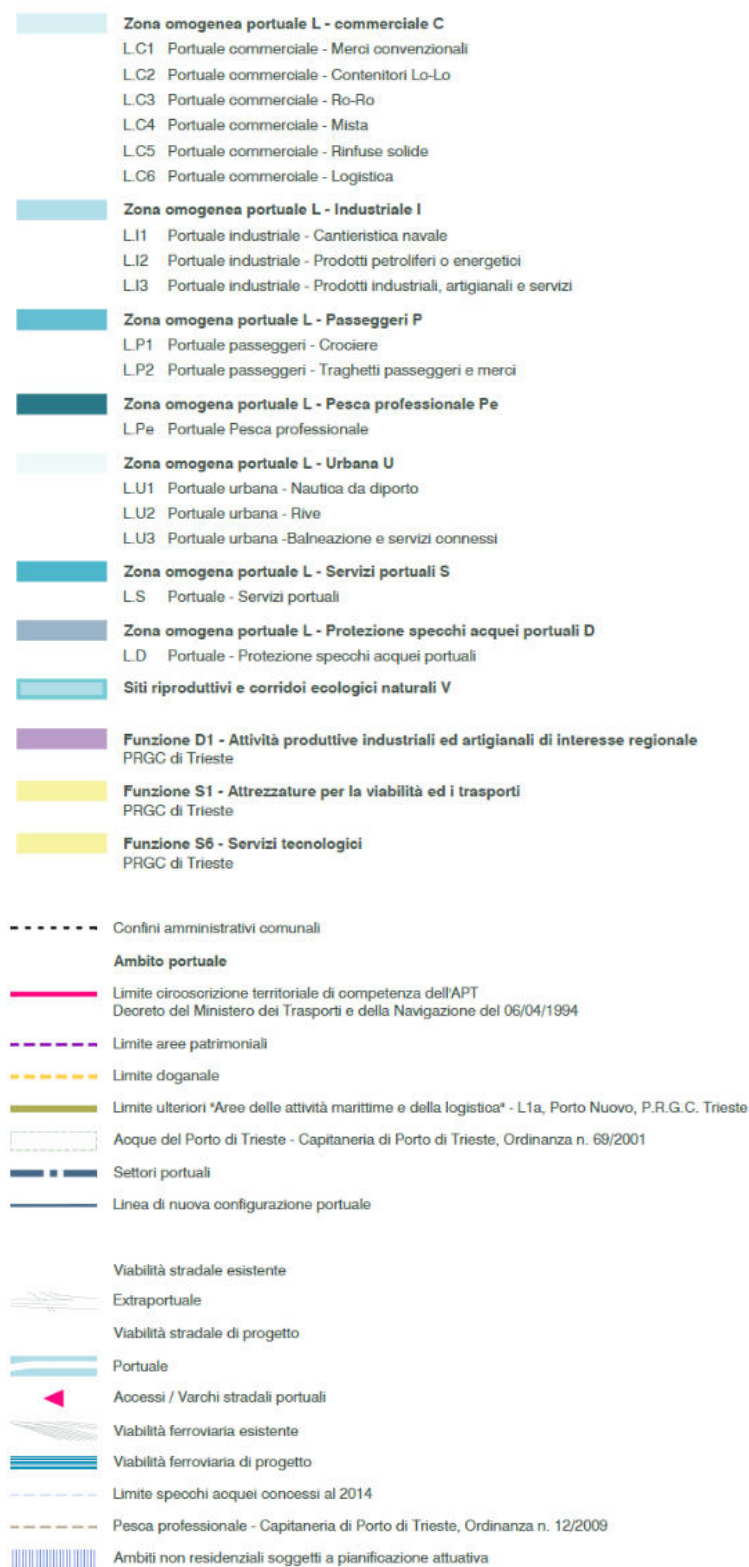 Zona omogenea portuale L - commerciale C
L.C1 Portuale commerciale - Merci convenzionali
L.C2 Portuale commerciale - Contenitori Lo-Lo
L.C3 Portuale commerciale - Ro-Ro
L.C4 Portuale commerciale - Mista
L.C5 Portuale commerciale - Rinfuse solide
L.C6 Portuale commerciale - Logistica
Zona omogenea portuale L - Industriale I
L.I1 Portuale industriale - Cantieristica navale
L.I2 Portuale industriale - Prodotti petroliferi o energetici
L.I3 Portuale industriale - Prodotti industriali, artigianali e servizi
Zona omogena portuale L - Passeggeri P
L.P1 Portuale passeggeri - Crociere
L.P2 Portuale passeggeri - Traghetti passeggeri e merci
Zona omogena portuale L - Pesca professionale Pe
L.Pe Portuale Pesca professionale
Zona omogena portuale L - Urbana U
L.U1 Portuale urbana - Nautica da diporto
L.U2 Portuale urbana - Rive
L.U3 Portuale urbana -Balneazione e servizi connessi
Zona omogena portuale L - Servizi portuali S
L.S Portuale - Servizi portuali
Zona omogena portuale L - Protezione specchi acquei portuali D
L.D Portuale - Protezione specchi acquei portuali
Siti riproduttivi e corridoi ecologici naturali V
Funzione D1 - Attività produttive industriali ed artigianali di interesse regionale
PRGC di Trieste
Funzione S1 - Attrezzature per la viabilità ed i trasporti
PRGC di Trieste
Funzione S6 - Servizi tecnologici
PRGC di Trieste
Confini amministrativi comunali
Ambito portuale
Limite circoscrizione territoriale di competenza dell'APT
Decreto del Ministero dei Trasporti e della Navigazione del 06/04/1994
Limite aree patrimoniali
Limite doganale
Limite ulteriori "Aree delle attività marittime e della logistica" - L1a, Porto Nuovo, P.R.G.C. Trieste
Acque del Porto di Trieste - Capitaneria di Porto di Trieste, Ordinanza n. 69/2001
Settori portuali
Linea di nuova configurazione portuale
Viabilità stradale esistente
Extraportuale
Viabilità stradale di progetto
Portuale
Accessi / Varchi stradali portuali
Viabilità ferroviaria esistente
Viabilità ferroviaria di progetto
Limite specchi acquei concessi al 2014
Pesca professionale - Capitaneria di Porto di Trieste, Ordinanza n. 12/2009
Ambiti non residenziali soggetti a pianificazione attuativa